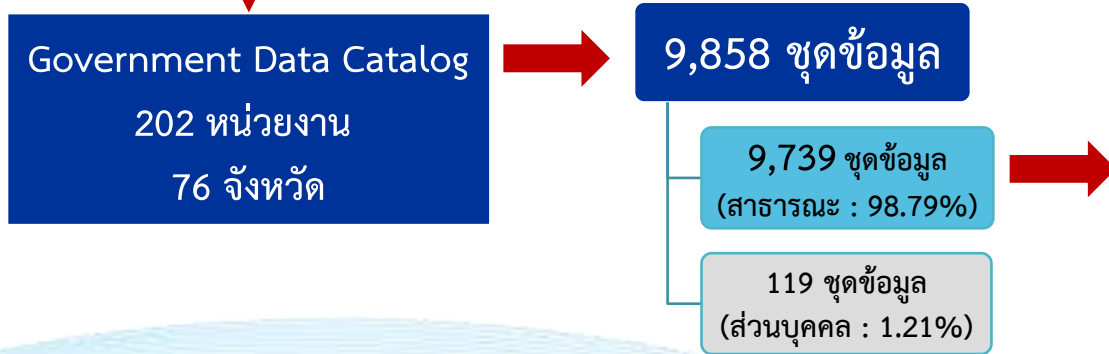 Government Data Catalog
202 หน่วยงาน
76 จังหวัด
9,858 ชุดข้อมูล
9,739 ชุดข้อมูล
(สาธารณะ : 98.79%)
119 ชุดข้อมูล
(ส่วนบุคคล : 1.21%)